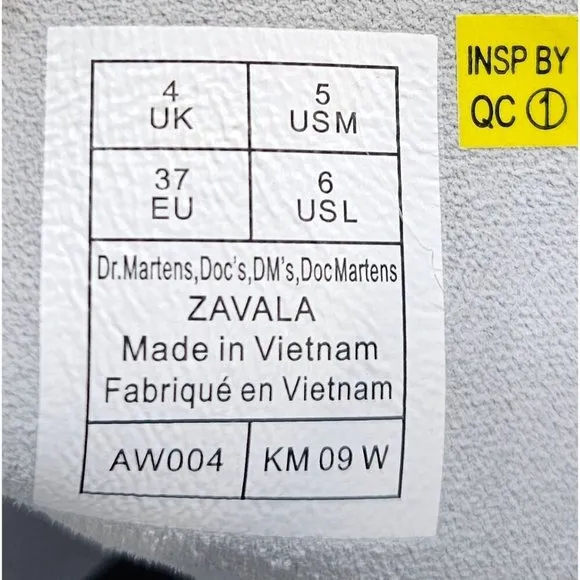 4
UK
5
USM
37
EU
6
USL
Dr.Martens,Doc's,DM's,DocMartens
ZAVALA
Made in Vietnam
Fabriqué en Vietnam
AW004
KM 09 W
INSP BY
QC ①